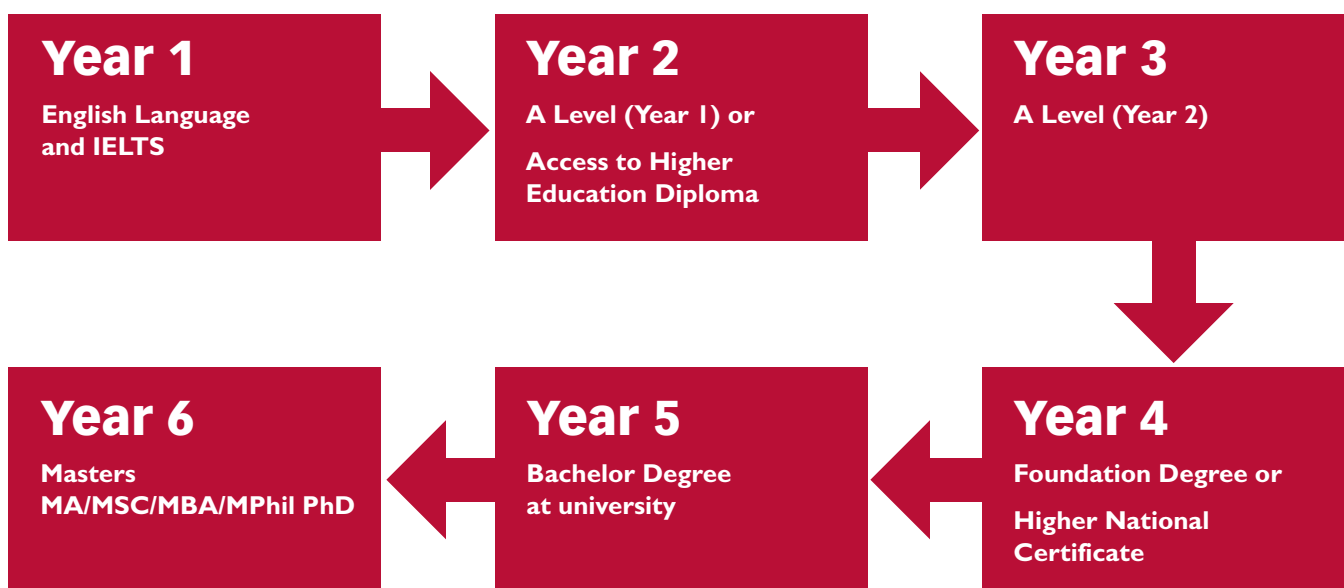 Year 1
English Language
and IELTS
Year 2
A Level (Year 1) or
Access to Higher
Education Diploma
Year 3
A Level (Year 2)
Year 4
Foundation Degree or
Higher National
Certificate
Year 5
Bachelor Degree
at university
Year 6
Masters
MA/MSC/MBA/MPhil PhD